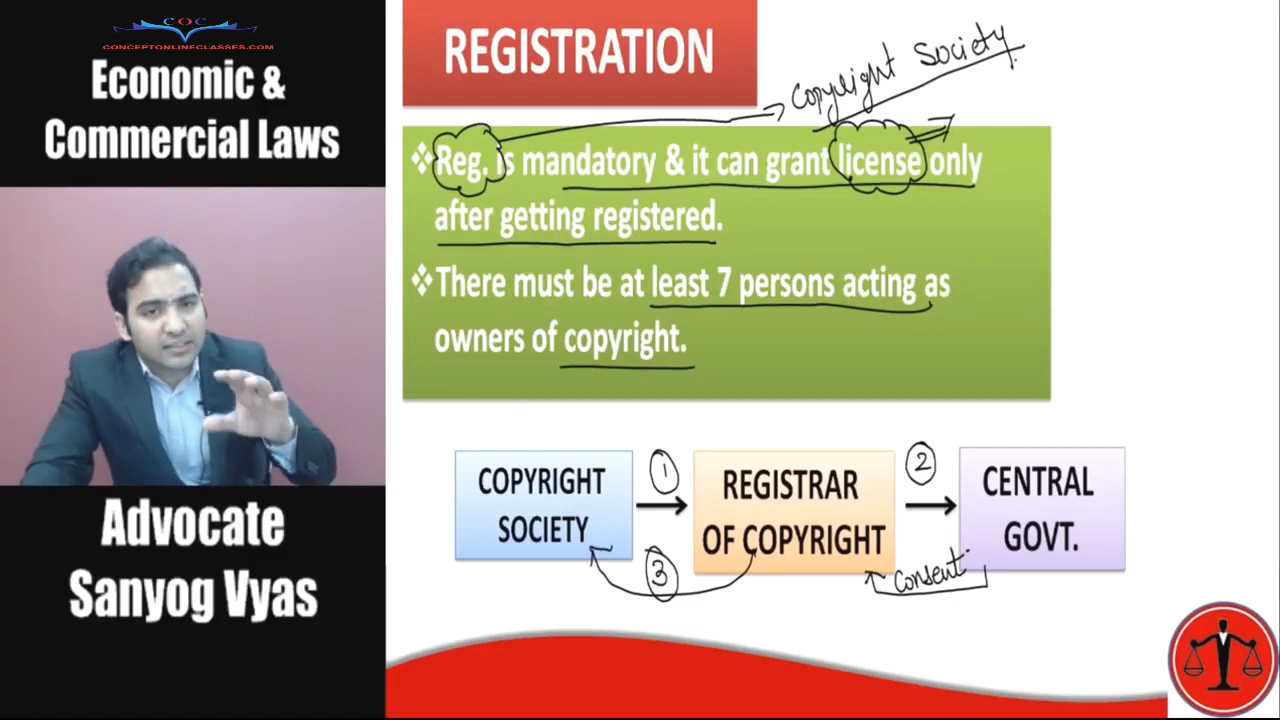 COC
CONCEPTONLINECLASSES.COM
Economic &
Commercial Laws
Advocate
Sanyog Vyas
REGISTRATION
Copyright Society
❖Reg. is mandatory & it can grant license only
after getting registered.
❖There must be at least 7 persons acting as
owners of copyright.
COPYRIGHT
SOCIETY
1
REGISTRAR
OF COPYRIGHT
2
CENTRAL
GOVT.
3
consent